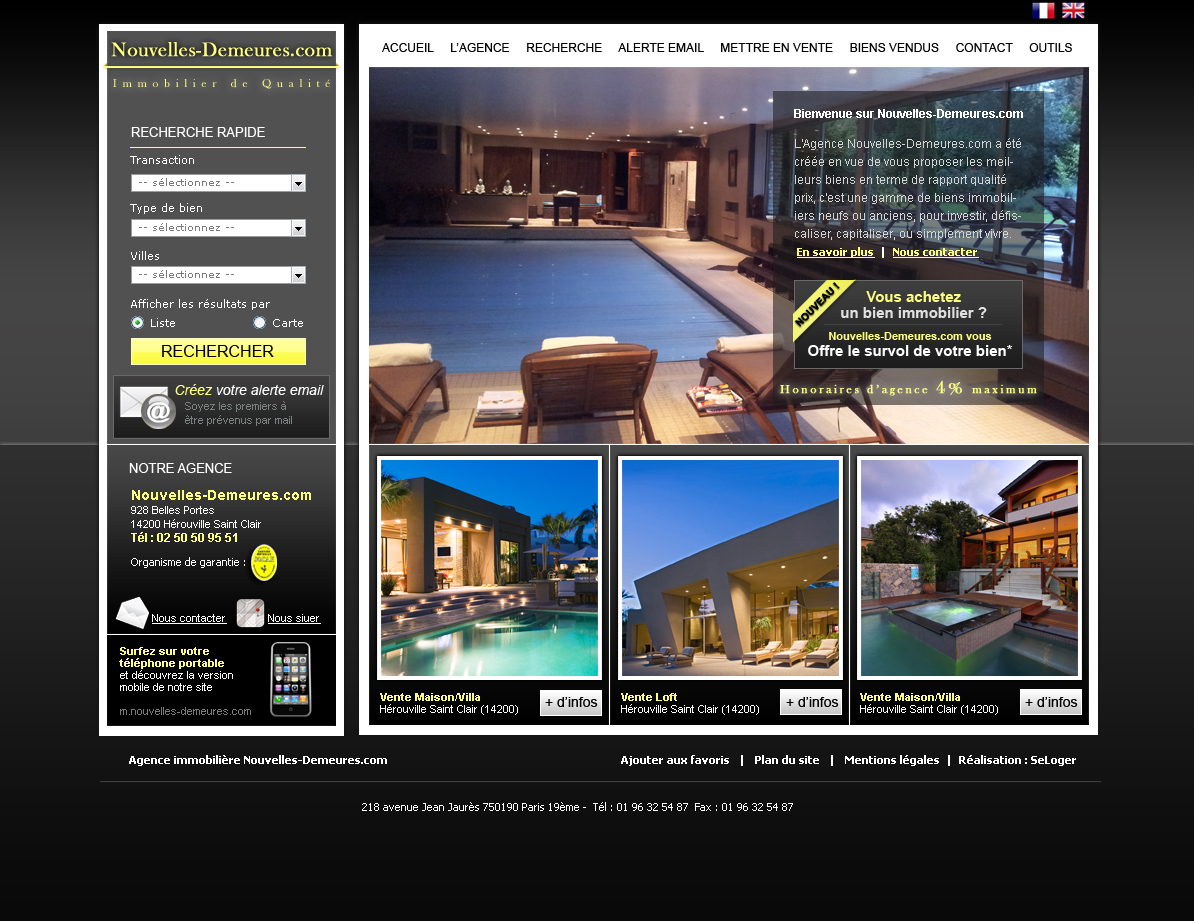 Nouvelles-Demeures.com
Immobilier de Qualité
RECHERCHE RAPIDE
Transaction
-- sélectionnez --
Type de bien
-- sélectionnez --
Villes
-- sélectionnez --
Afficher les résultats par
Liste Carte
RECHERCHER
Créez votre alerte email
Soyez les premiers à
être prévenus par mail
NOTRE AGENCE
Nouvelles-Demeures.com
928 Belles Portes
14200 Hérouville Saint Clair
Tél : 02 50 50 95 51
Organisme de garantie :
Nous contacter Nous siuer
Surfez sur votre
téléphone portable
et découvrez la version
mobile de notre site
m.nouvelles-demeures.com
ACCUEIL L'AGENCE RECHERCHE ALERTE EMAIL METTRE EN VENTE BIENS VENDUS CONTACT OUTILS
Bienvenue sur Nouvelles-Demeures.com
L'Agence Nouvelles-Demeures.com a été
créée en vue de vous proposer les meil-
leurs biens en terme de rapport qualité
prix, c'est une gamme de biens immobil-
iers neufs ou anciens, pour investir, défis-
caliser, capitaliser, ou simplement vivre.
En savoir plus | Nous contacter
NOUVEAU !
Vous achetez
un bien immobilier ?
Nouvelles-Demeures.com vous
Offre le survol de votre bien*
Honoraires d'agence 4% maximum
Vente Maison/Villa
Hérouville Saint Clair (14200)
+ d'infos
Vente Loft
Hérouville Saint Clair (14200)
+ d'infos
Vente Maison/Villa
Hérouville Saint Clair (14200)
+ d'infos
Agence immobilière Nouvelles-Demeures.com
Ajouter aux favoris | Plan du site | Mentions légales | Réalisation : SeLoger
218 avenue Jean Jaurès 750190 Paris 19ème - Tél : 01 96 32 54 87 Fax : 01 96 32 54 87